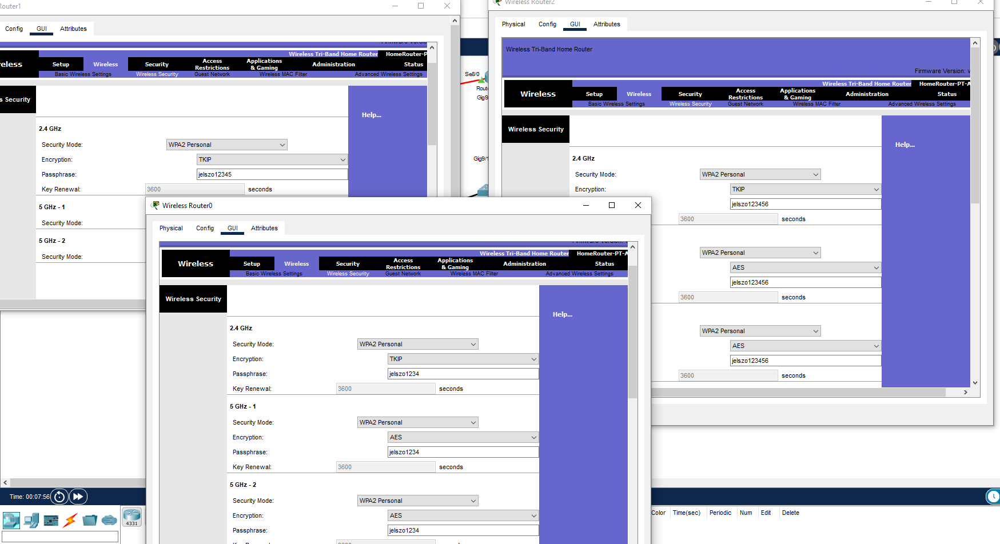 Router1
Config GUI Attributes
Wireless Tri-Band Home Router HomeRouter-P
Setup Wireless Security Access Restrictions Applications & Gaming Administration Status
Basic Wireless Settings Wireless Security Guest Network Wireless MAC Filter Advanced Wireless Settings
eless
s Security
Help...
2.4 GHz
Security Mode: WPA2 Personal
Encryption: TKIP
Passphrase: jelszo12345
Key Renewal: 3600 seconds
5 GHz - 1
Security Mode:
5 GHz - 2
Security Mode:
Se8/0
Route
Gig9
Gig9/1
Wireless Router2
Physical Config GUI Attributes
Wireless Tri-Band Home Router
Firmware Version: v
Wireless Tri-Band Home Router HomeRouter-PT-A
Wireless
Setup Wireless Security Access Restrictions Applications & Gaming Administration Status
Basic Wireless Settings Wireless Security Guest Network Wireless MAC Filter Advanced Wireless Settings
Wireless Security
Help...
2.4 GHz
Security Mode: WPA2 Personal
Encryption: TKIP
jelszo123456
3600 seconds
WPA2 Personal
AES
jelszo123456
3600 seconds
WPA2 Personal
AES
jelszo123456
3600 seconds
Wireless Router0
Physical Config GUI Attributes
Wireless Tri-Band Home Router HomeRouter-PT-A
Wireless
Setup Wireless Security Access Restrictions Applications & Gaming Administration Status
Basic Wireless Settings Wireless Security Guest Network Wireless MAC Filter Advanced Wireless Settings
Wireless Security
Help...
2.4 GHz
Security Mode: WPA2 Personal
Encryption: TKIP
Passphrase: jelszo1234
Key Renewal: 3600 seconds
5 GHz - 1
Security Mode: WPA2 Personal
Encryption: AES
Passphrase: jelszo1234
Key Renewal: 3600 seconds
5 GHz - 2
Security Mode: WPA2 Personal
Encryption: AES
Passphrase: jelszo1234
Time: 00:07:56
4331
Color Time(sec) Periodic Num Edit Delete